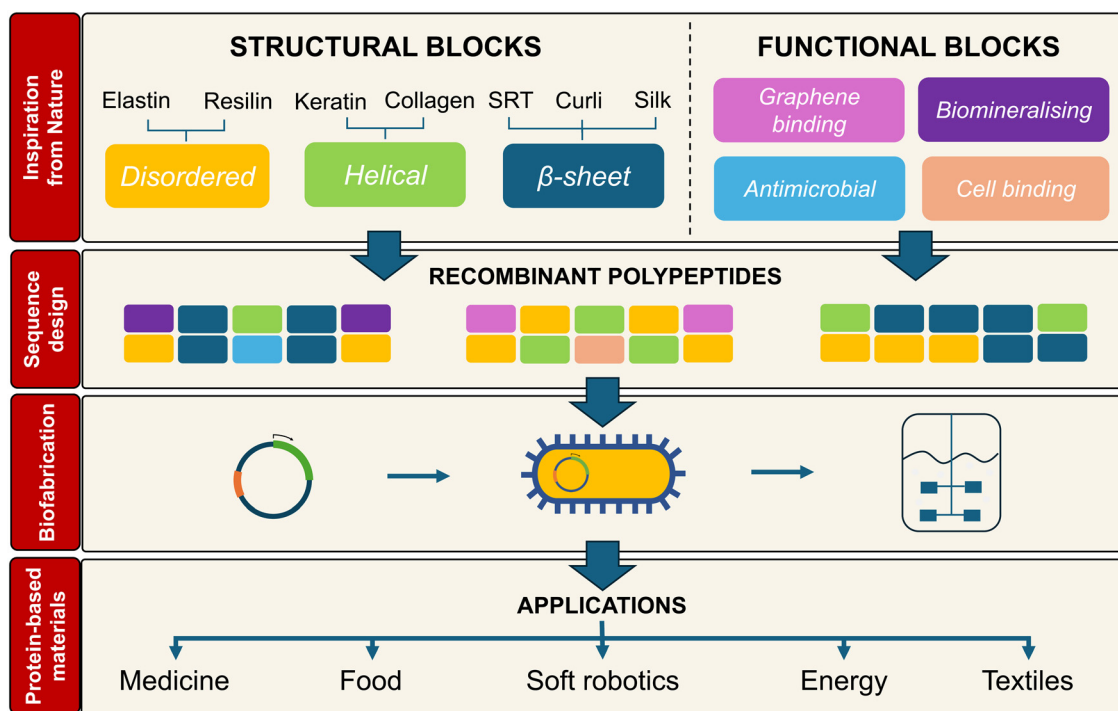 Inspiration
from Nature
STRUCTURAL BLOCKS
FUNCTIONAL BLOCKS
Elastin Resilin Keratin Collagen SRT Curli Silk
Disordered
Helical
β-sheet
Graphene
binding
Biomineralising
Antimicrobial
Cell binding
Sequence
design
RECOMBINANT POLYPEPTIDES
Biofabrication
Protein-based
materials
APPLICATIONS
Medicine Food Soft robotics Energy Textiles